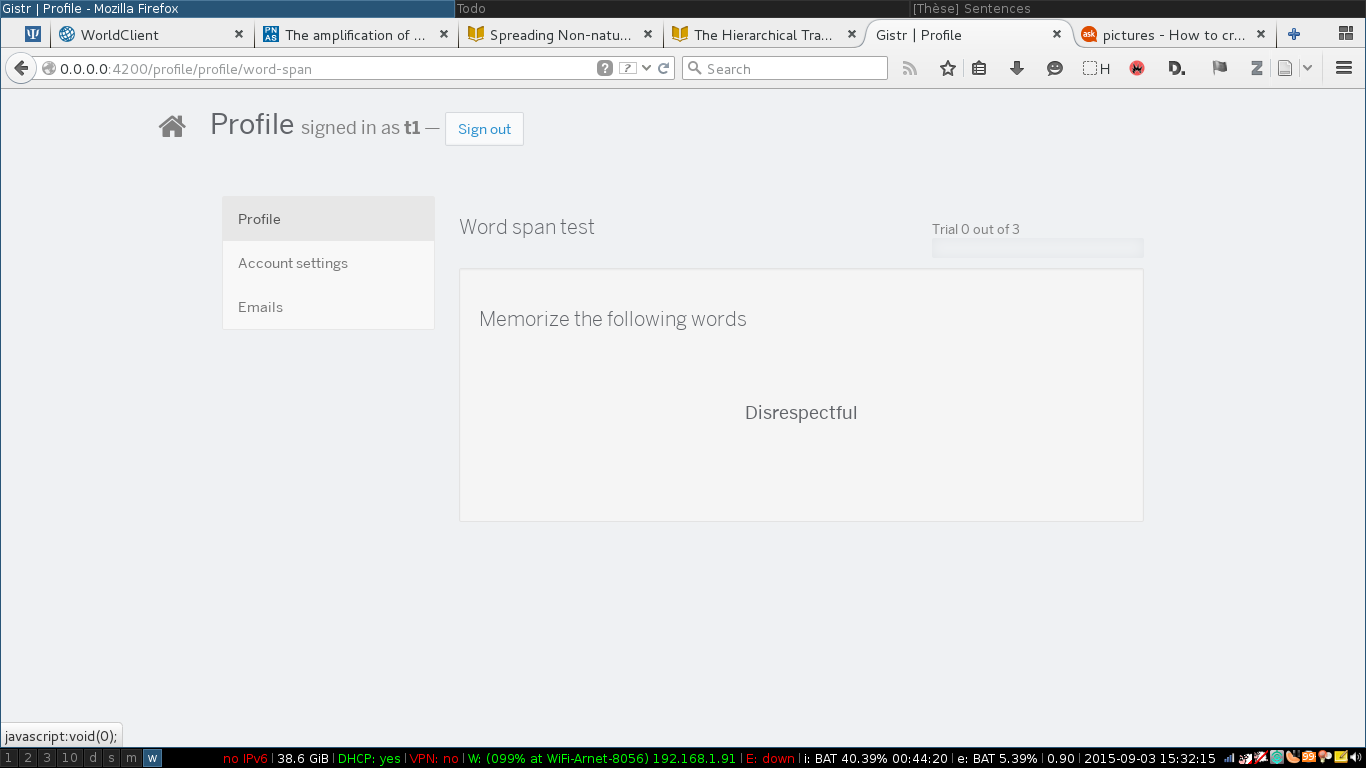 Gistr | Profile - Mozilla Firefox Todo [Thèse] Sentences
WorldClient The amplification of ... Spreading Non-natu... The Hierarchical Tra... Gistr | Profile pictures - How to cr...
0.0.0.0:4200/profile/profile/word-span Search H D.
Profile signed in as t1 — Sign out
Profile
Account settings
Emails
Word span test
Trial 0 out of 3
Memorize the following words
Disrespectful
javascript:void(0);
1 2 3 10 d s m w no IPv6 | 38.6 GiB | DHCP: yes | VPN: no | W: (099% at WiFi-Arnet-8056) 192.168.1.91 | E: down | i: BAT 40.39% 00:44:20 | e: BAT 5.39% | 0.90 | 2015-09-03 15:32:15